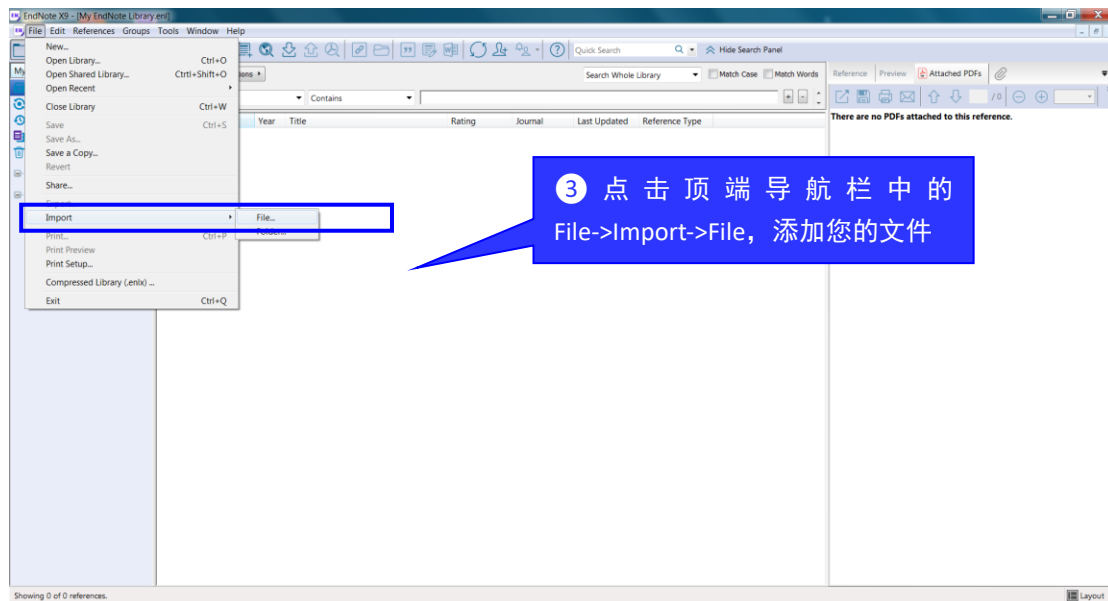 EndNote X9 - [My EndNote Library.enl]
File Edit References Groups Tools Window Help
Quick Search
Hide Search Panel
New...
Open Library... Ctrl+O
Open Shared Library... Ctrl+Shift+O
Open Recent
Close Library Ctrl+W
Save Ctrl+S
Save As...
Save a Copy...
Revert
Share...
Import
File...
Print... Ctrl+P
Print Preview
Print Setup...
Compressed Library (.enlx) ...
Exit Ctrl+Q
My
Search Whole Library
Match Case
Match Words
Contains
Year Title Rating Journal Last Updated Reference Type
Reference Preview Attached PDFs
/0
There are no PDFs attached to this reference.
③ 点击顶端导航栏中的
File->Import->File，添加您的文件
Showing 0 of 0 references.
Layout